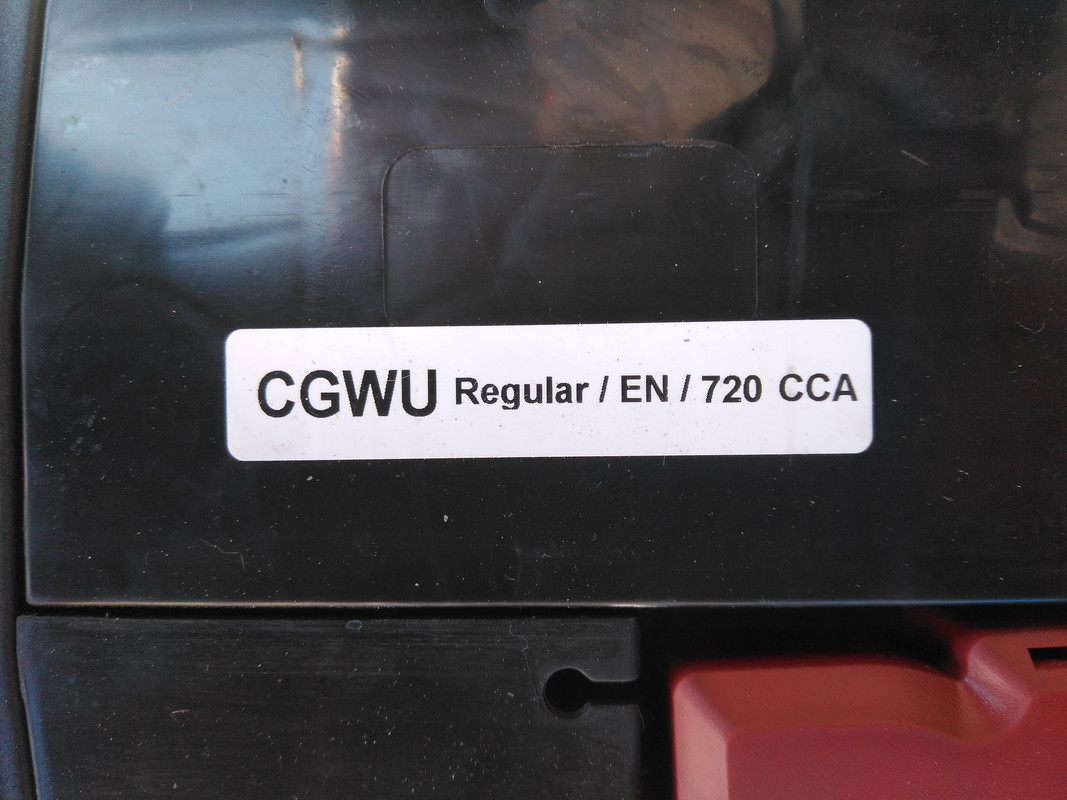 CGWU Regular / EN / 720 CCA